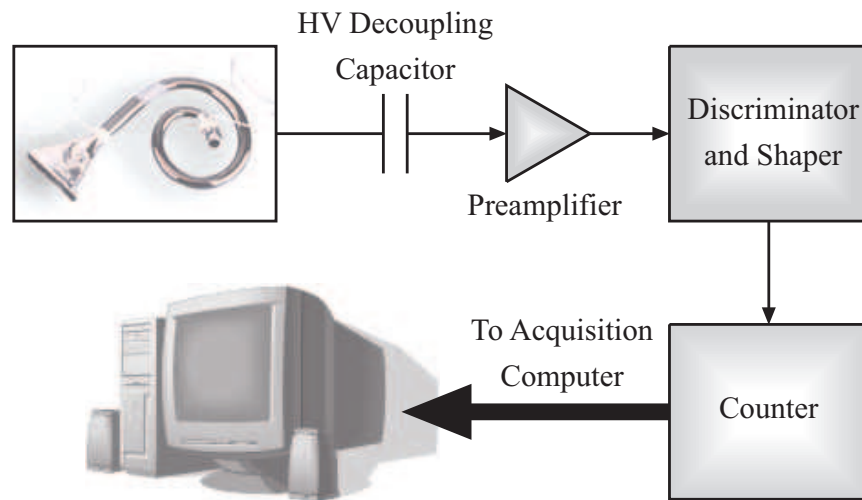 HV Decoupling
Capacitor
Preamplifier
Discriminator
and Shaper
To Acquisition
Computer
Counter